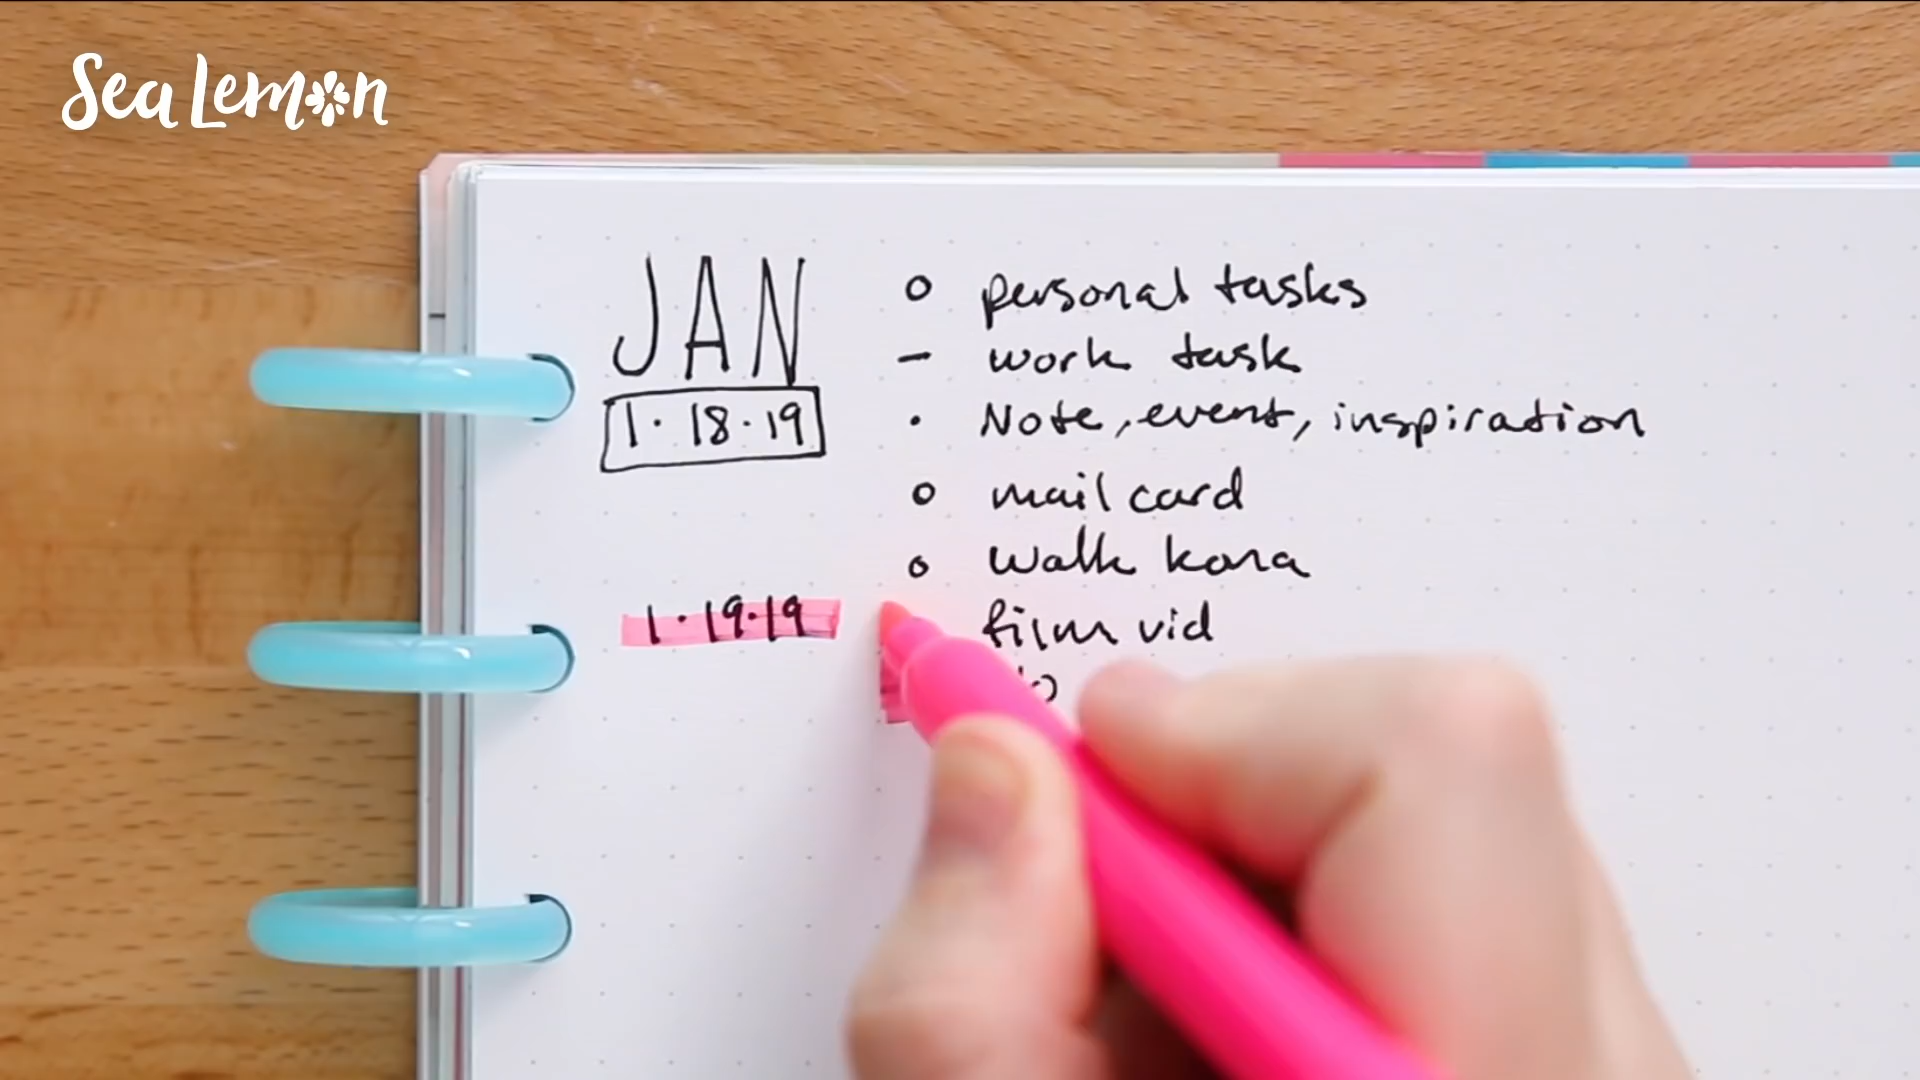 Sea Lemon
JAN
1·18·19
o personal tasks
– work task
· Note, event, inspiration
o mail card
o walk kona
1·19·19
film vid